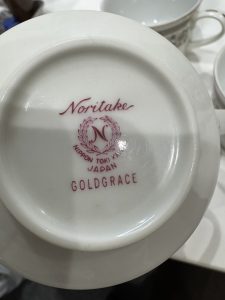 Noritake
N
NIPPON TOKI KAISHA
JAPAN
GOLDGRACE